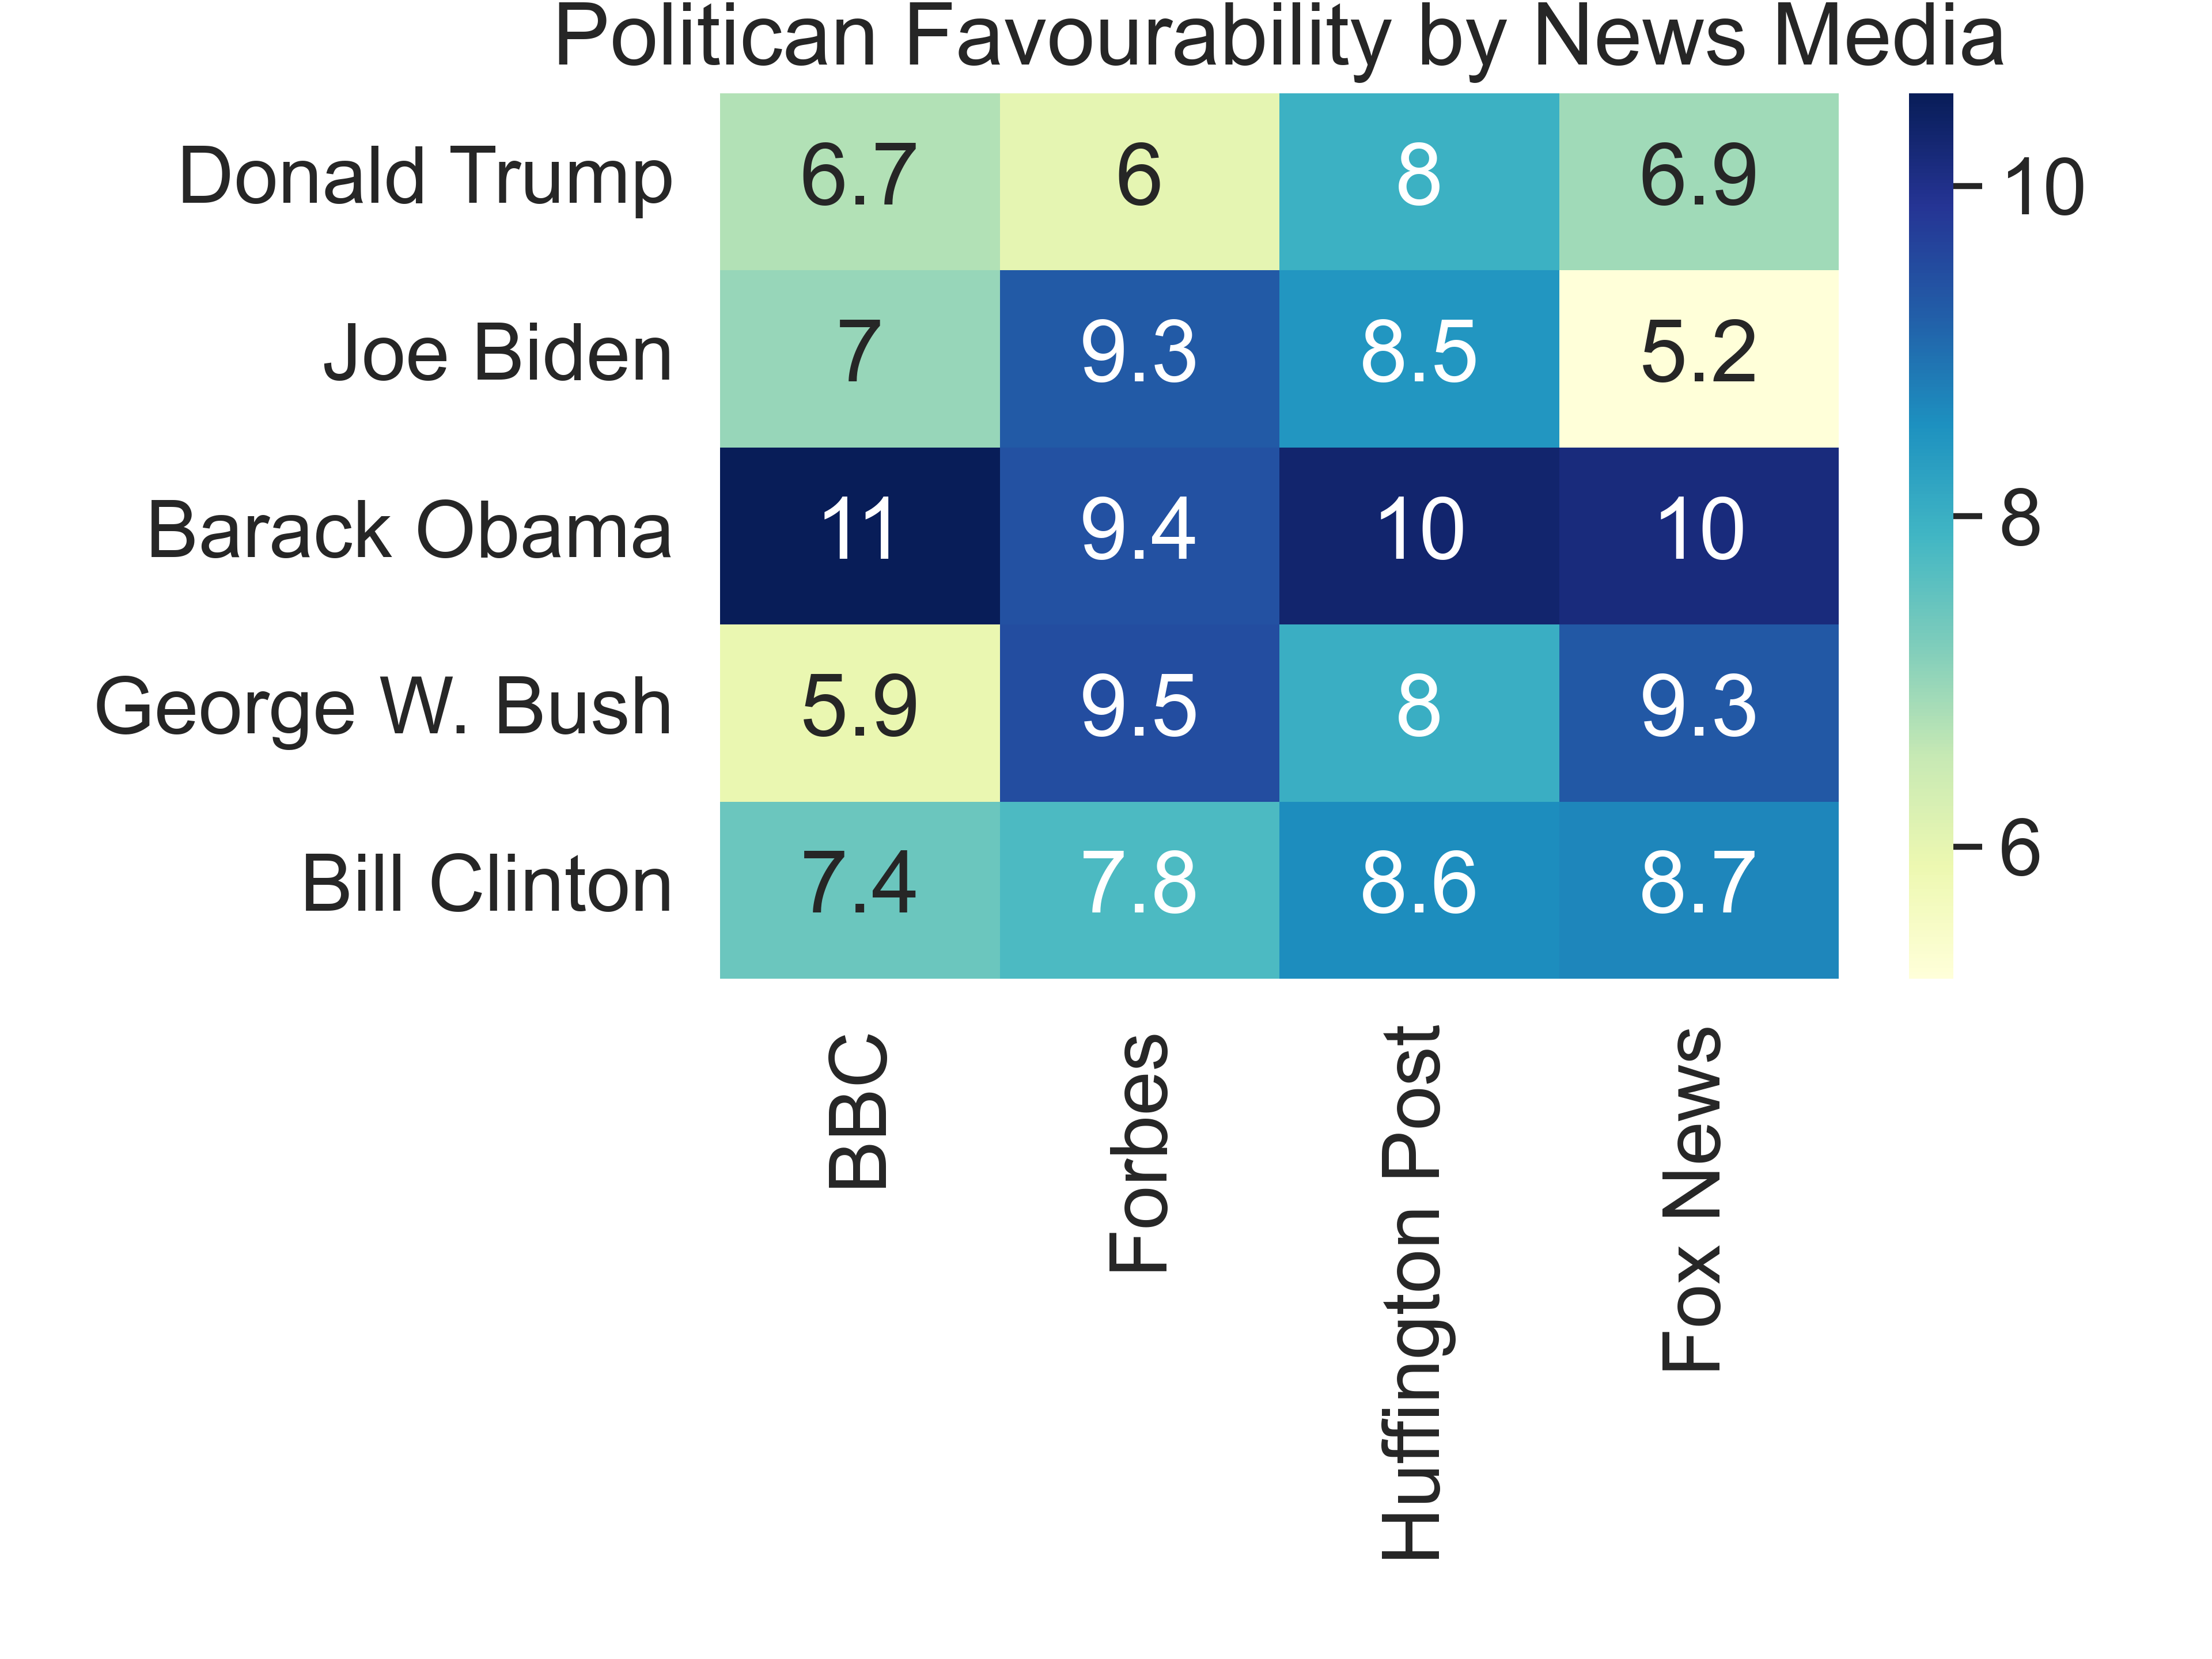 Politican Favourability by News Media
Donald Trump 6.7 6 8 6.9
Joe Biden 7 9.3 8.5 5.2
Barack Obama 11 9.4 10 10
George W. Bush 5.9 9.5 8 9.3
Bill Clinton 7.4 7.8 8.6 8.7
BBC
Forbes
Huffington Post
Fox News
10
8
6